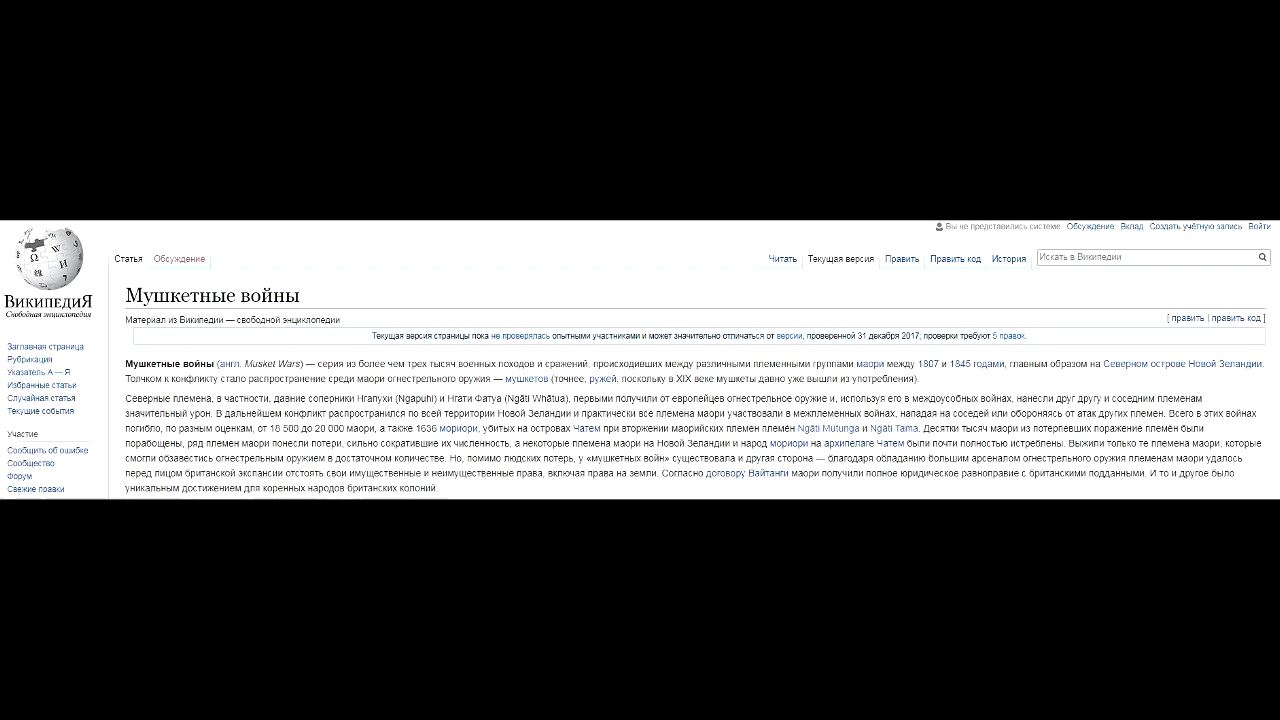 Вы не представились системе Обсуждение Вклад Создать учётную запись Войти
Статья Обсуждение Читать Текущая версия Править Править код История Искать в Википедии
ВикипедиЯ
Свободная энциклопедия
Мушкетные войны
Материал из Википедии — свободной энциклопедии [ править | править код ]
Текущая версия страницы пока не проверялась опытными участниками и может значительно отличаться от версии, проверенной 31 декабря 2017; проверки требуют 5 правок.
Заглавная страница
Рубрикация
Указатель А — Я
Избранные статьи
Случайная статья
Текущие события
Участие
Сообщить об ошибке
Сообщество
Форум
Свежие правки
Мушкетные войны (англ. Musket Wars) — серия из более чем трех тысяч военных походов и сражений, происходивших между различными племенными группами маори между 1807 и 1845 годами, главным образом на Северном острове Новой Зеландии.
Толчком к конфликту стало распространение среди маори огнестрельного оружия — мушкетов (точнее, ружей, поскольку в XIX веке мушкеты давно уже вышли из употребления).
Северные племена, в частности, давние соперники Нгапухи (Ngapuhi) и Нгати Фатуа (Ngāti Whātua), первыми получили от европейцев огнестрельное оружие и, используя его в междоусобных войнах, нанесли друг другу и соседним племенам
значительный урон. В дальнейшем конфликт распространился по всей территории Новой Зеландии и практически все племена маори участвовали в межплеменных войнах, нападая на соседей или обороняясь от атак других племен. Всего в этих войнах
погибло, по разным оценкам, от 18 500 до 20 000 маори, а также 1636 мориори, убитых на островах Чатем при вторжении маорийских племен племён Ngāti Mutunga и Ngāti Tama. Десятки тысяч маори из потерпевших поражение племён были
порабощены, ряд племен маори понесли потери, сильно сократившие их численность, а некоторые племена маори на Новой Зеландии и народ мориори на архипелаге Чатем были почти полностью истреблены. Выжили только те племена маори, которые
смогли обзавестись огнестрельным оружием в достаточном количестве. Но, помимо людских потерь, у «мушкетных войн» существовала и другая сторона — благодаря обладанию большим арсеналом огнестрельного оружия племенам маори удалось
перед лицом британской экспансии отстоять свои имущественные и неимущественные права, включая права на земли. Согласно договору Вайтанги маори получили полное юридическое равноправие с британскими подданными. И то и другое было
уникальным достижением для коренных народов британских колоний.